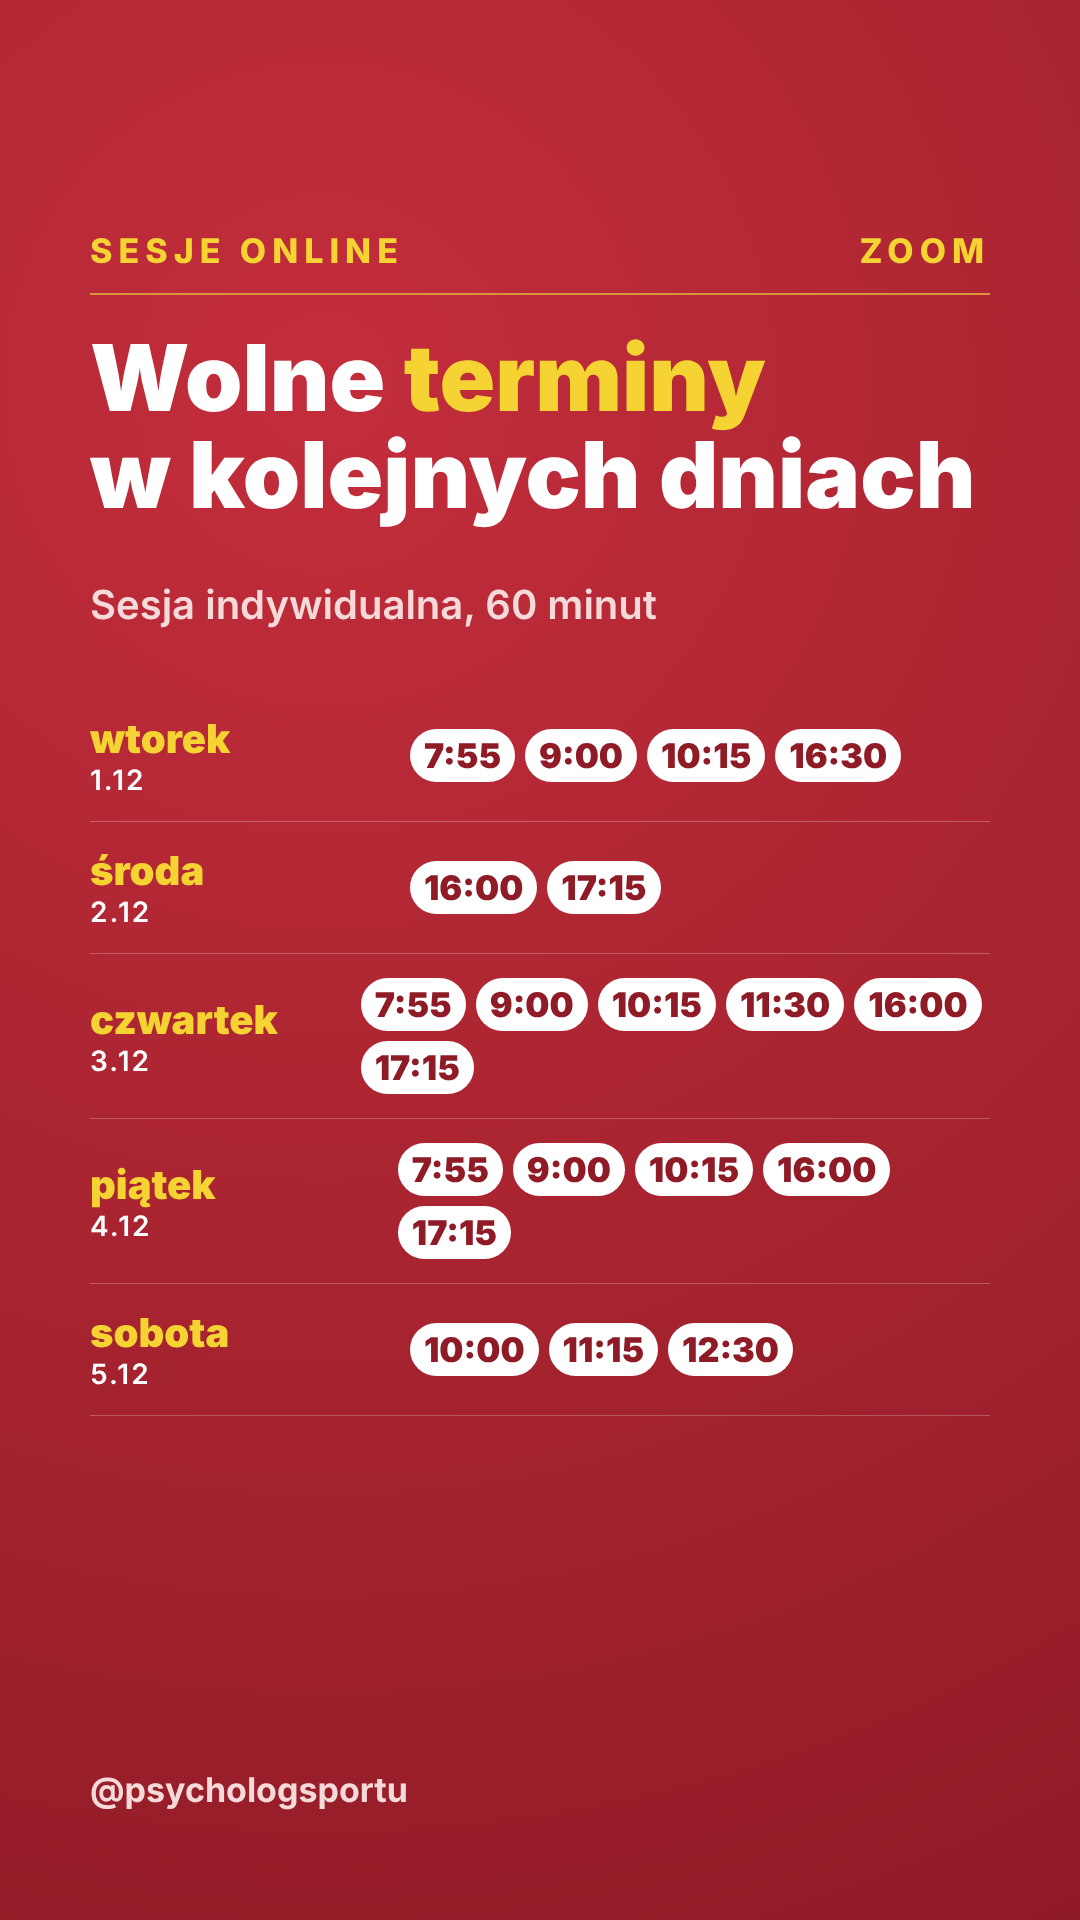 SESJE ONLINE ZOOM
Wolne terminy
w kolejnych dniach
Sesja indywidualna, 60 minut
wtorek
1.12
7:55 9:00 10:15 16:30
środa
2.12
16:00 17:15
czwartek
3.12
7:55 9:00 10:15 11:30 16:00
17:15
piątek
4.12
7:55 9:00 10:15 16:00
17:15
sobota
5.12
10:00 11:15 12:30
@psychologsportu